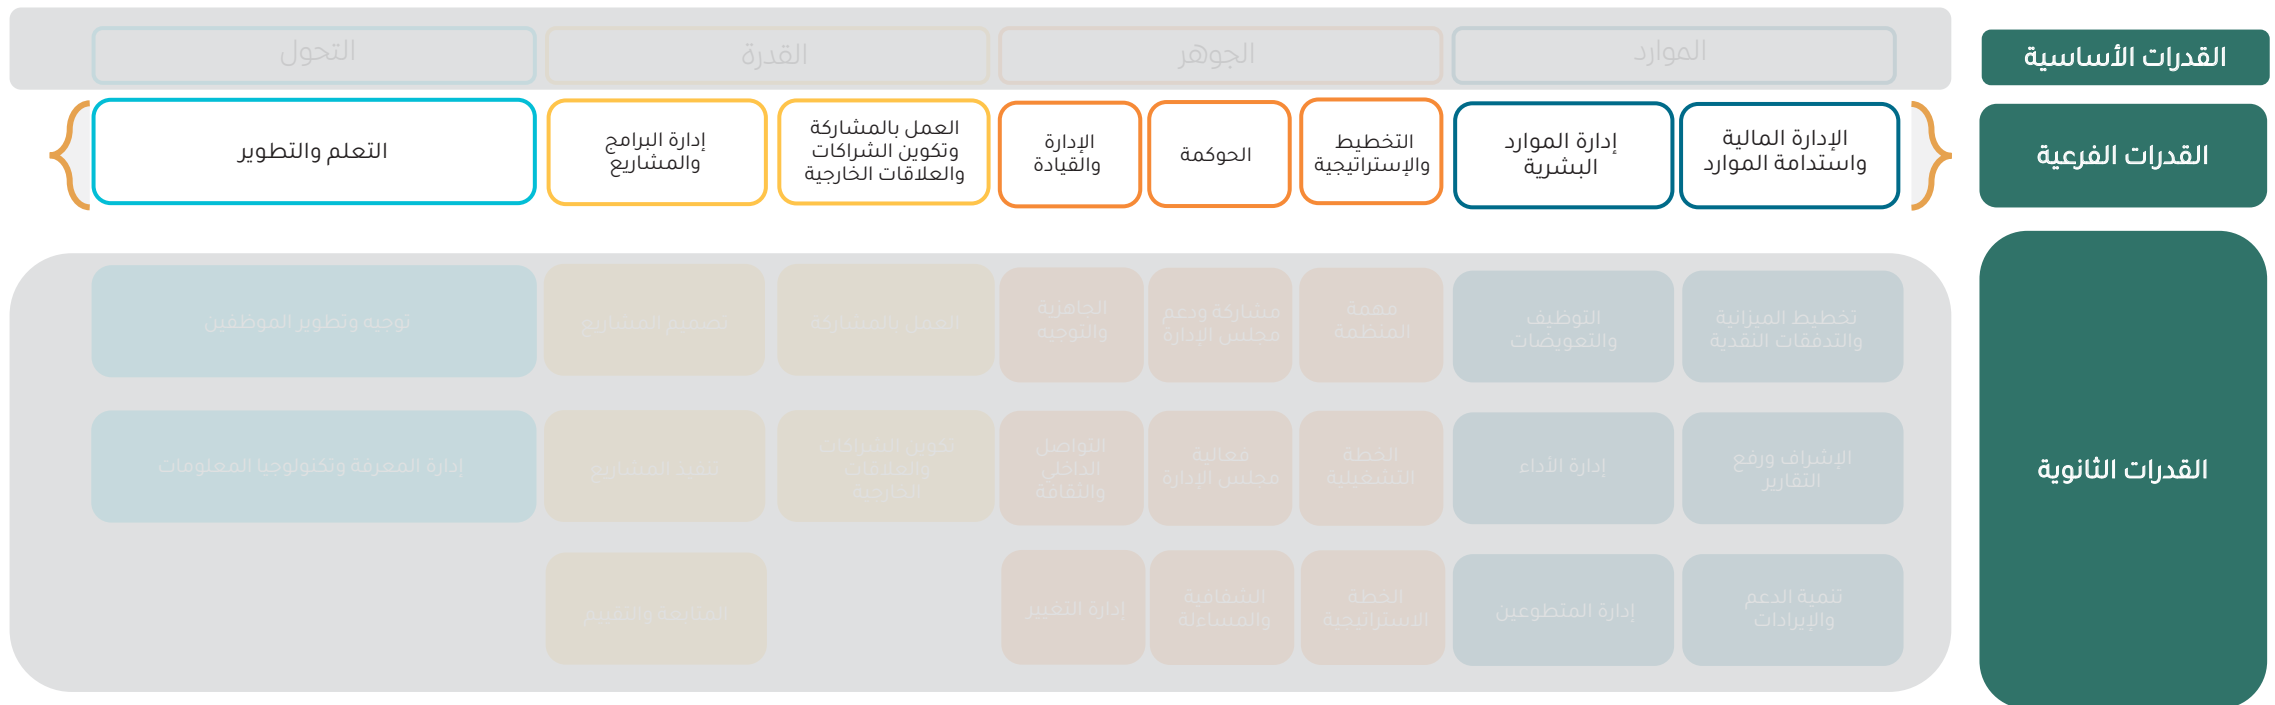 القدرات الأساسية
الموارد
الجوهر
القدرة
التحول
القدرات الفرعية
الإدارة المالية
واستدامة الموارد
إدارة الموارد
البشرية
التخطيط
والإستراتيجية
الحوكمة
الإدارة
والقيادة
العمل بالمشاركة
وتكوين الشراكات
والعلاقات الخارجية
إدارة البرامج
والمشاريع
التعلم والتطوير
القدرات الثانوية
تخطيط الميزانية
والتدفقات النقدية
التوظيف
والتعويضات
مهمة
المنظمة
مشاركة ودعم
مجلس الإدارة
الجاهزية
والتوجيه
العمل بالمشاركة
تصميم المشاريع
توجيه وتطوير الموظفين
الإشراف ورفع
التقارير
إدارة الأداء
الخطة
التشغيلية
فعالية
مجلس الإدارة
التواصل
الداخلي
والثقافة
تكوين الشراكات
والعلاقات
الخارجية
تنفيذ المشاريع
إدارة المعرفة وتكنولوجيا المعلومات
تنمية الدعم
والإيرادات
إدارة المتطوعين
الخطة
الاستراتيجية
الشفافية
والمساءلة
إدارة التغيير
المتابعة والتقييم